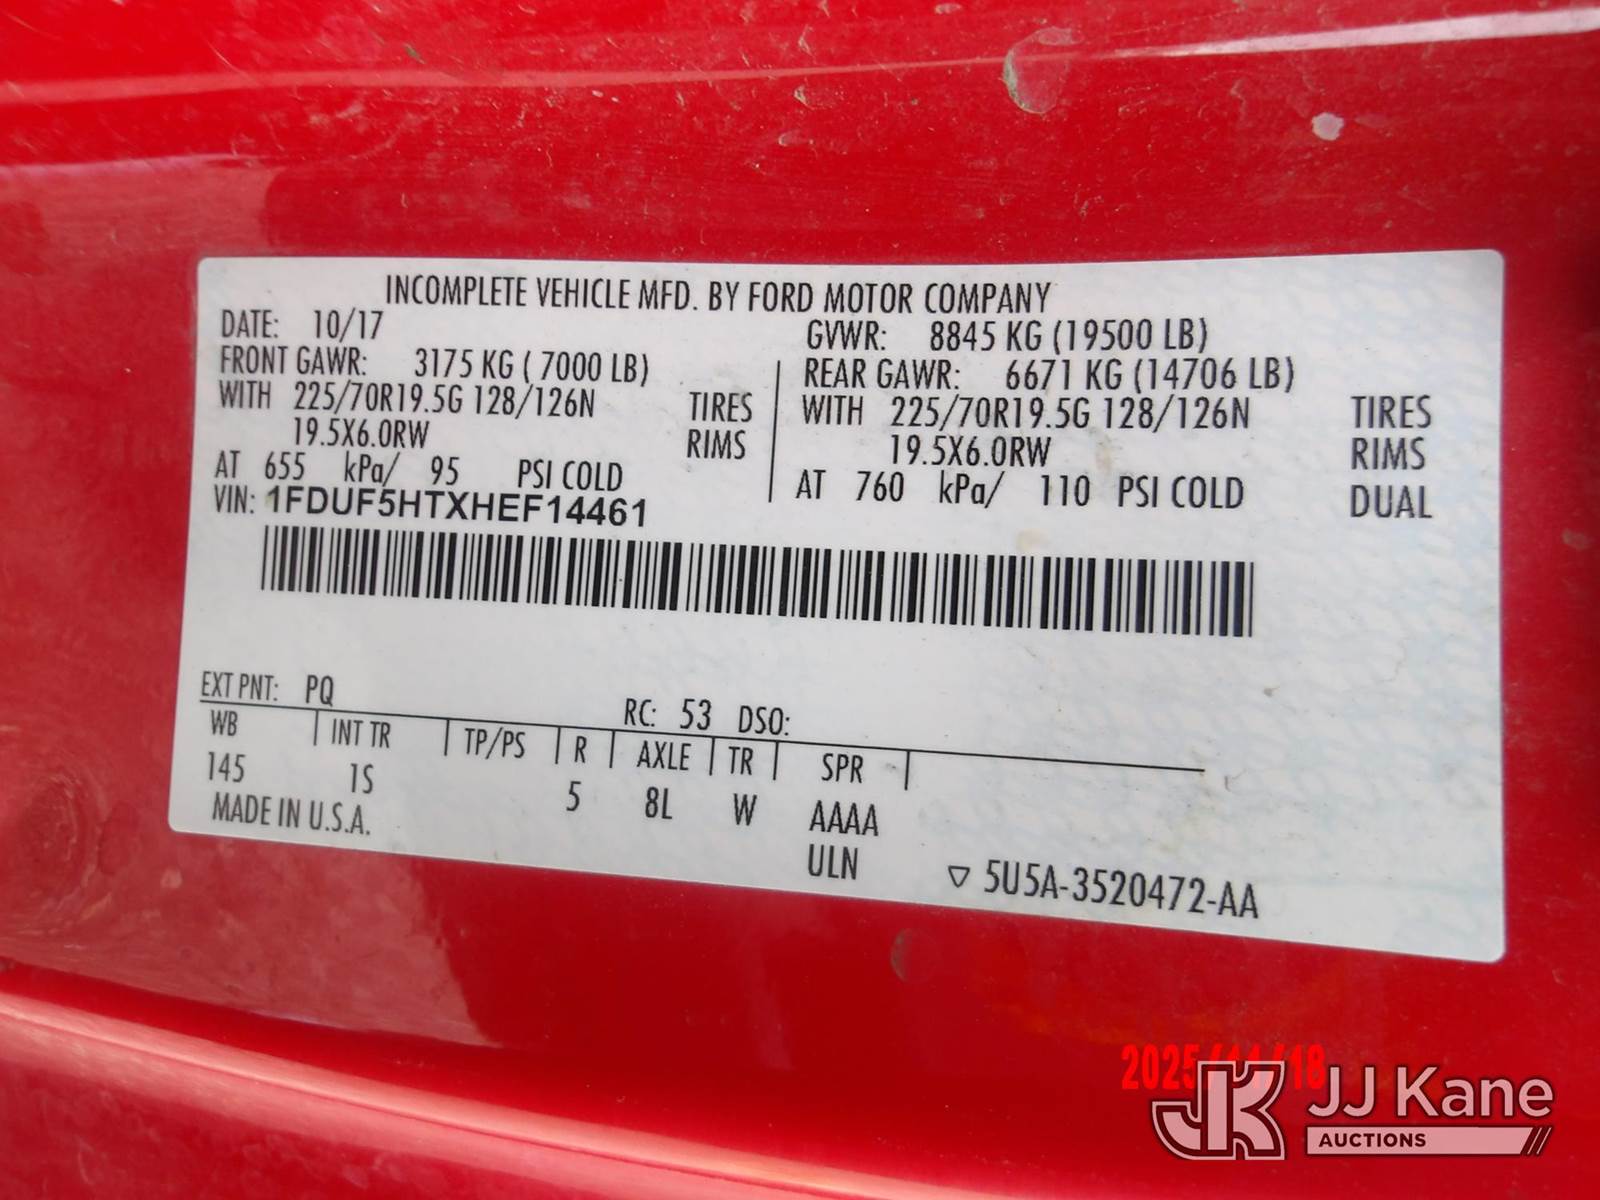 INCOMPLETE VEHICLE MFD. BY FORD MOTOR COMPANY
DATE: 10/17 GVWR: 8845 KG (19500 LB)
FRONT GAWR: 3175 KG ( 7000 LB) REAR GAWR: 6671 KG (14706 LB)
WITH 225/70R19.5G 128/126N TIRES WITH 225/70R19.5G 128/126N TIRES
19.5X6.0RW RIMS 19.5X6.0RW RIMS
AT 655 kPa/ 95 PSI COLD AT 760 kPa/ 110 PSI COLD DUAL
VIN: 1FDUF5HTXHEF14461
EXT PNT: PQ RC: 53 DSO:
WB INT TR TP/PS R AXLE TR SPR
145 1S 5 8L W AAAA
MADE IN U.S.A. ULN ▽ 5U5A-3520472-AA
2025/11/18
JK JJ Kane
AUCTIONS